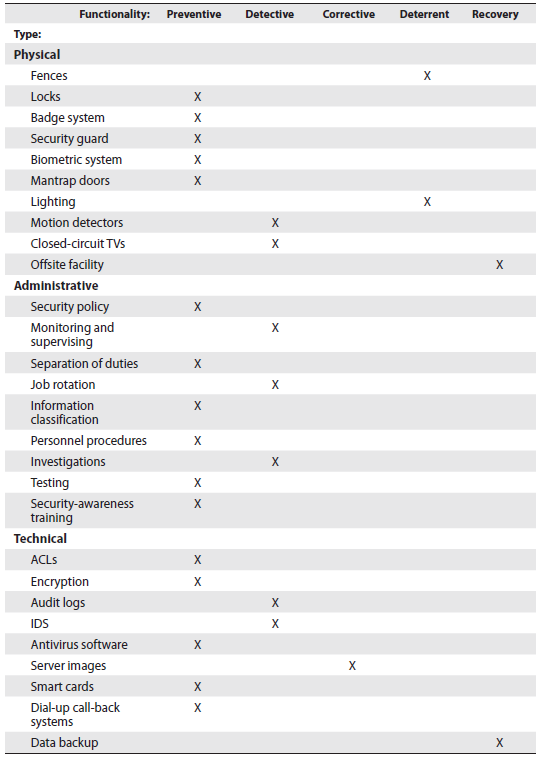 Functionality: Preventive Detective Corrective Deterrent Recovery
Type:
Physical
Fences X
Locks X
Badge system X
Security guard X
Biometric system X
Mantrap doors X
Lighting X
Motion detectors X
Closed-circuit TVs X
Offsite facility X
Administrative
Security policy X
Monitoring and X
supervising
Separation of duties X
Job rotation X
Information X
classification
Personnel procedures X
Investigations X
Testing X
Security-awareness X
training
Technical
ACLs X
Encryption X
Audit logs X
IDS X
Antivirus software X
Server images X
Smart cards X
Dial-up call-back X
systems
Data backup X